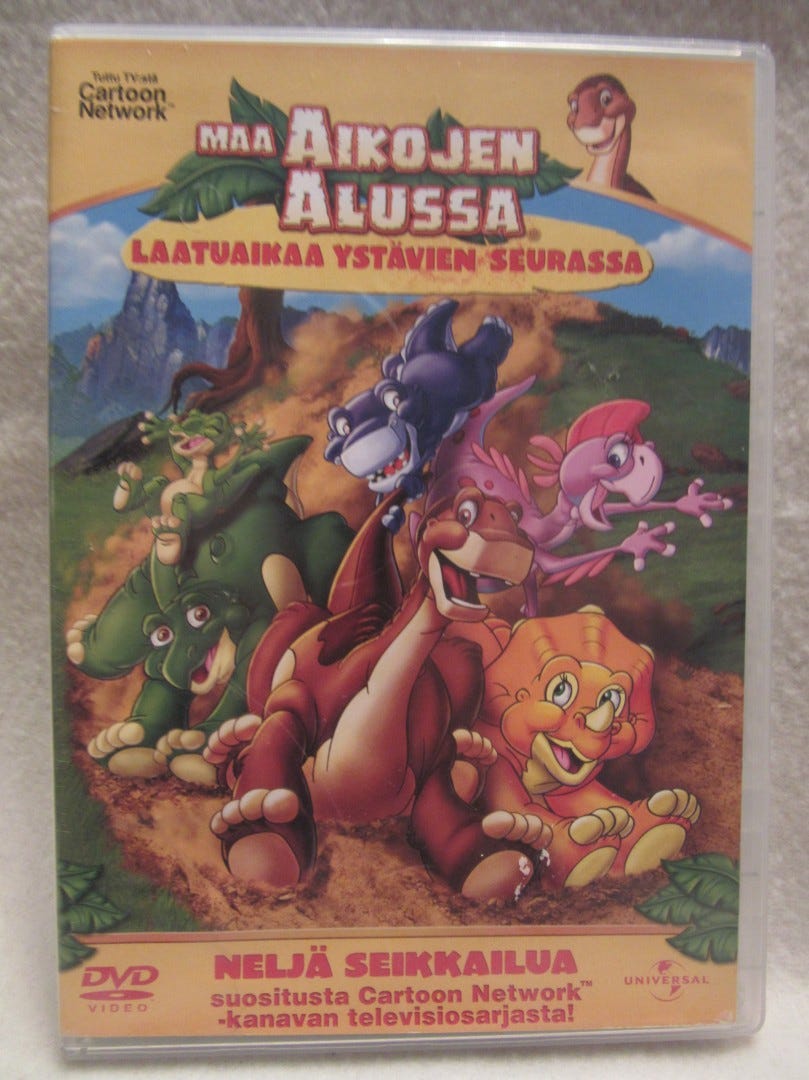 Tuttu TV:stä
Cartoon
Network™
MAA AIKOJEN
ALUSSA®
LAATUAIKAA YSTÄVIEN SEURASSA
NELJÄ SEIKKAILUA
suositusta Cartoon Network™
-kanavan televisiosarjasta!
DVD
VIDEO
UNIVERSAL